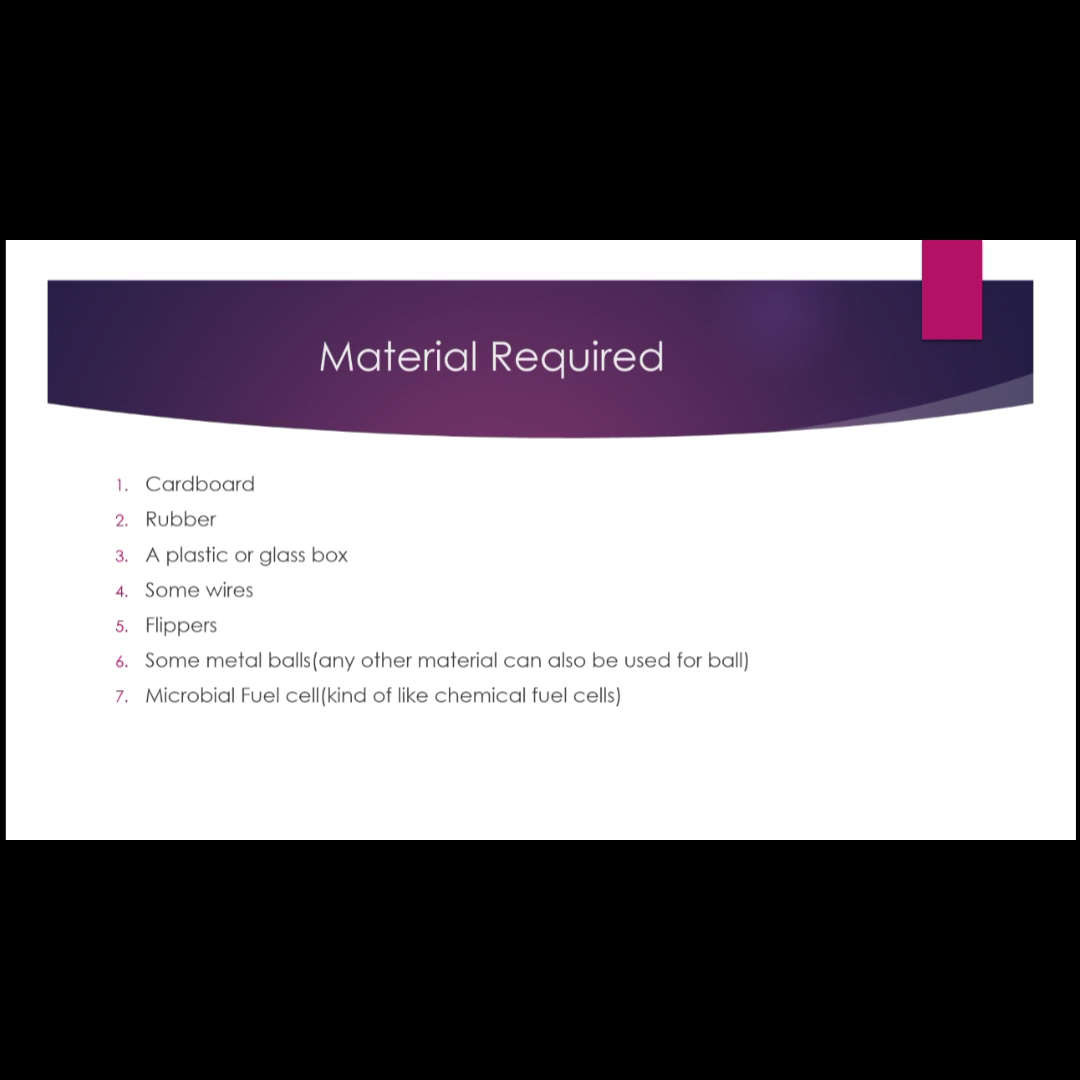 Material Required
1. Cardboard
2. Rubber
3. A plastic or glass box
4. Some wires
5. Flippers
6. Some metal balls(any other material can also be used for ball)
7. Microbial Fuel cell(kind of like chemical fuel cells)